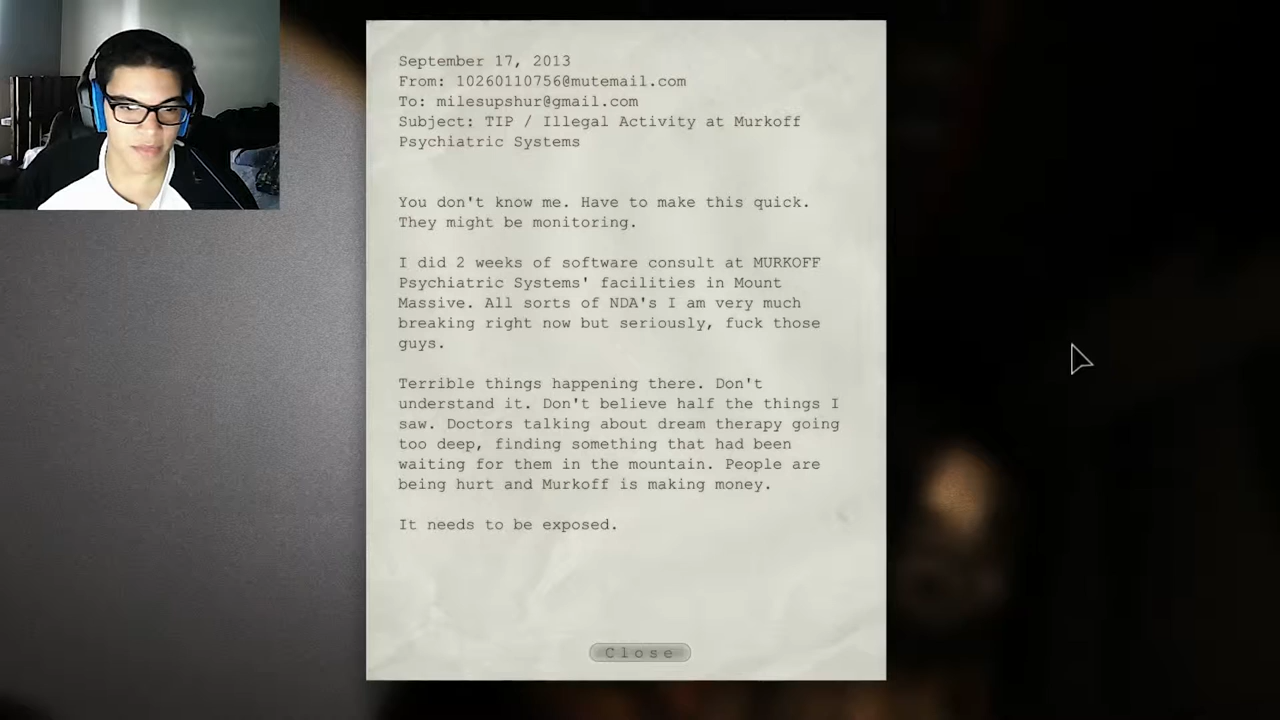 September 17, 2013
From: 10260110756@mutemail.com
To: milesupshur@gmail.com
Subject: TIP / Illegal Activity at Murkoff
Psychiatric Systems
You don't know me. Have to make this quick.
They might be monitoring.
I did 2 weeks of software consult at MURKOFF
Psychiatric Systems' facilities in Mount
Massive. All sorts of NDA's I am very much
breaking right now but seriously, fuck those
guys.
Terrible things happening there. Don't
understand it. Don't believe half the things I
saw. Doctors talking about dream therapy going
too deep, finding something that had been
waiting for them in the mountain. People are
being hurt and Murkoff is making money.
It needs to be exposed.
Close